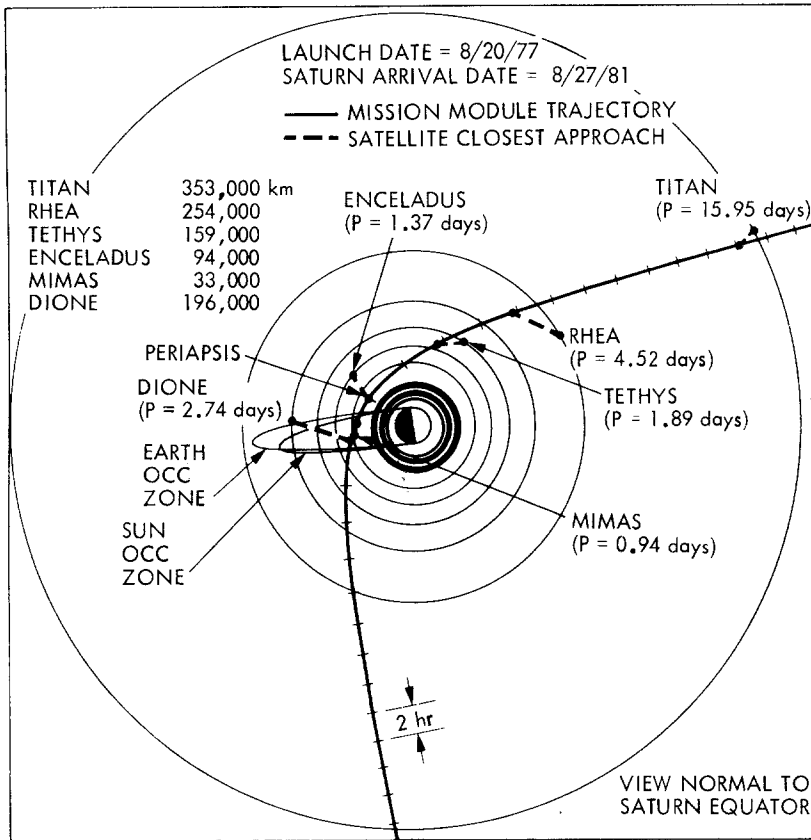 LAUNCH DATE = 8/20/77
SATURN ARRIVAL DATE = 8/27/81
MISSION MODULE TRAJECTORY
SATELLITE CLOSEST APPROACH
TITAN 353,000 km
RHEA 254,000
TETHYS 159,000
ENCELADUS 94,000
MIMAS 33,000
DIONE 196,000
ENCELADUS
(P = 1.37 days)
TITAN
(P = 15.95 days)
PERIAPSIS
DIONE
(P = 2.74 days)
RHEA
(P = 4.52 days)
TETHYS
(P = 1.89 days)
EARTH
OCC
ZONE
SUN
OCC
ZONE
MIMAS
(P = 0.94 days)
2 hr
VIEW NORMAL TO
SATURN EQUATOR